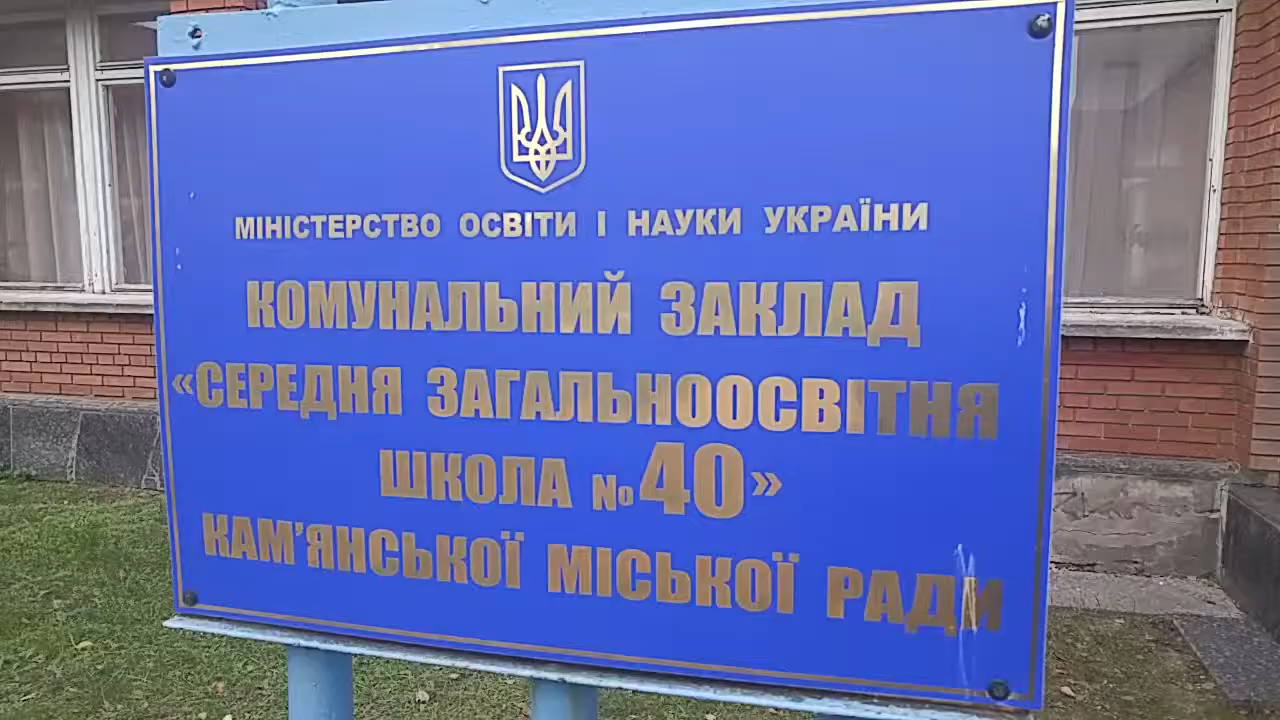 МІНІСТЕРСТВО ОСВІТИ І НАУКИ УКРАЇНИ
КОМУНАЛЬНИЙ ЗАКЛАД
«СЕРЕДНЯ ЗАГАЛЬНООСВІТНЯ
ШКОЛА №40»
КАМ’ЯНСЬКОЇ МІСЬКОЇ РАДИ